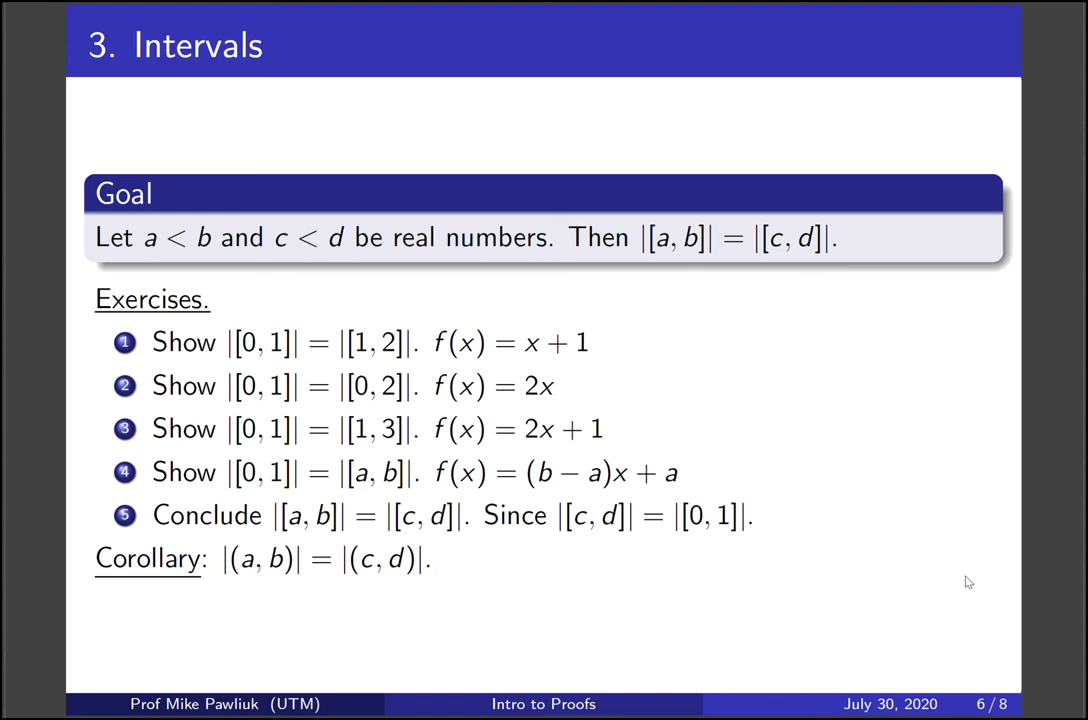 3. Intervals
Goal
Let a < b and c < d be real numbers. Then |[a, b]| = |[c, d]|.
Exercises.
1 Show |[0, 1]| = |[1, 2]|. f(x) = x + 1
2 Show |[0, 1]| = |[0, 2]|. f(x) = 2x
3 Show |[0, 1]| = |[1, 3]|. f(x) = 2x + 1
4 Show |[0, 1]| = |[a, b]|. f(x) = (b − a)x + a
5 Conclude |[a, b]| = |[c, d]|. Since |[c, d]| = |[0, 1]|.
Corollary: |(a, b)| = |(c, d)|.
Prof Mike Pawliuk (UTM) Intro to Proofs July 30, 2020 6 / 8